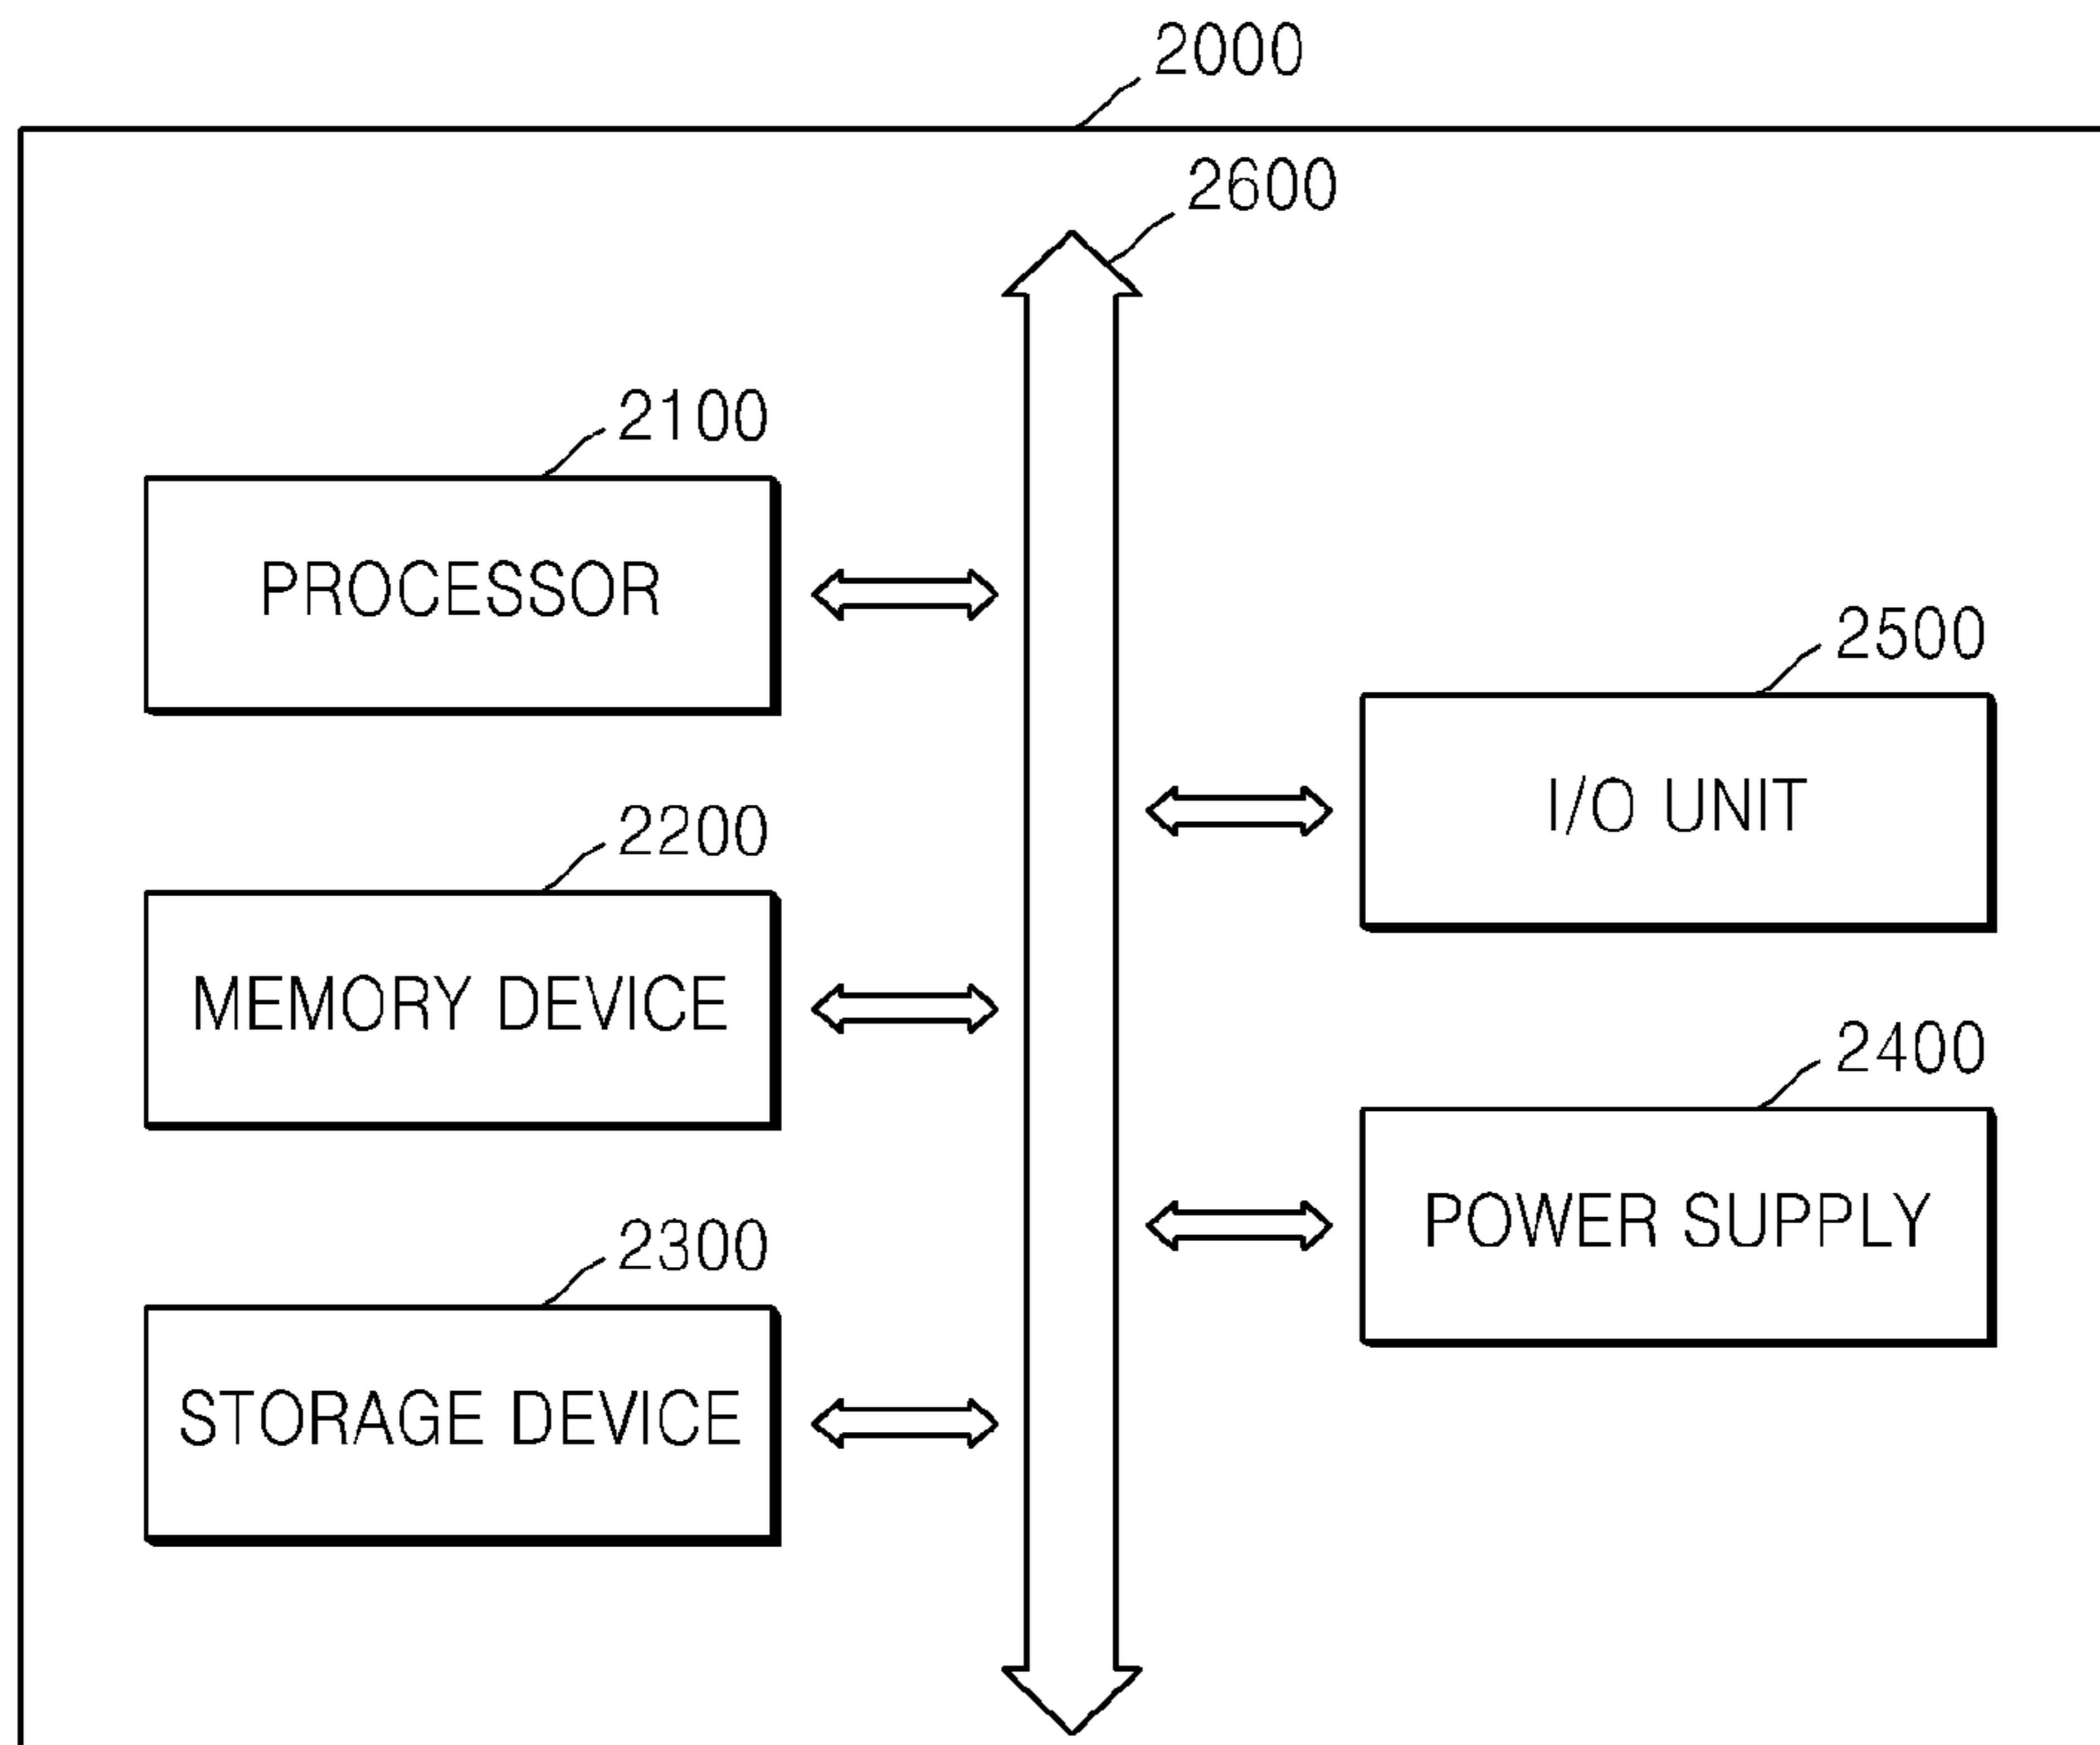 2000
2600
2100
PROCESSOR
2500
I/O UNIT
2200
MEMORY DEVICE
2400
POWER SUPPLY
2300
STORAGE DEVICE